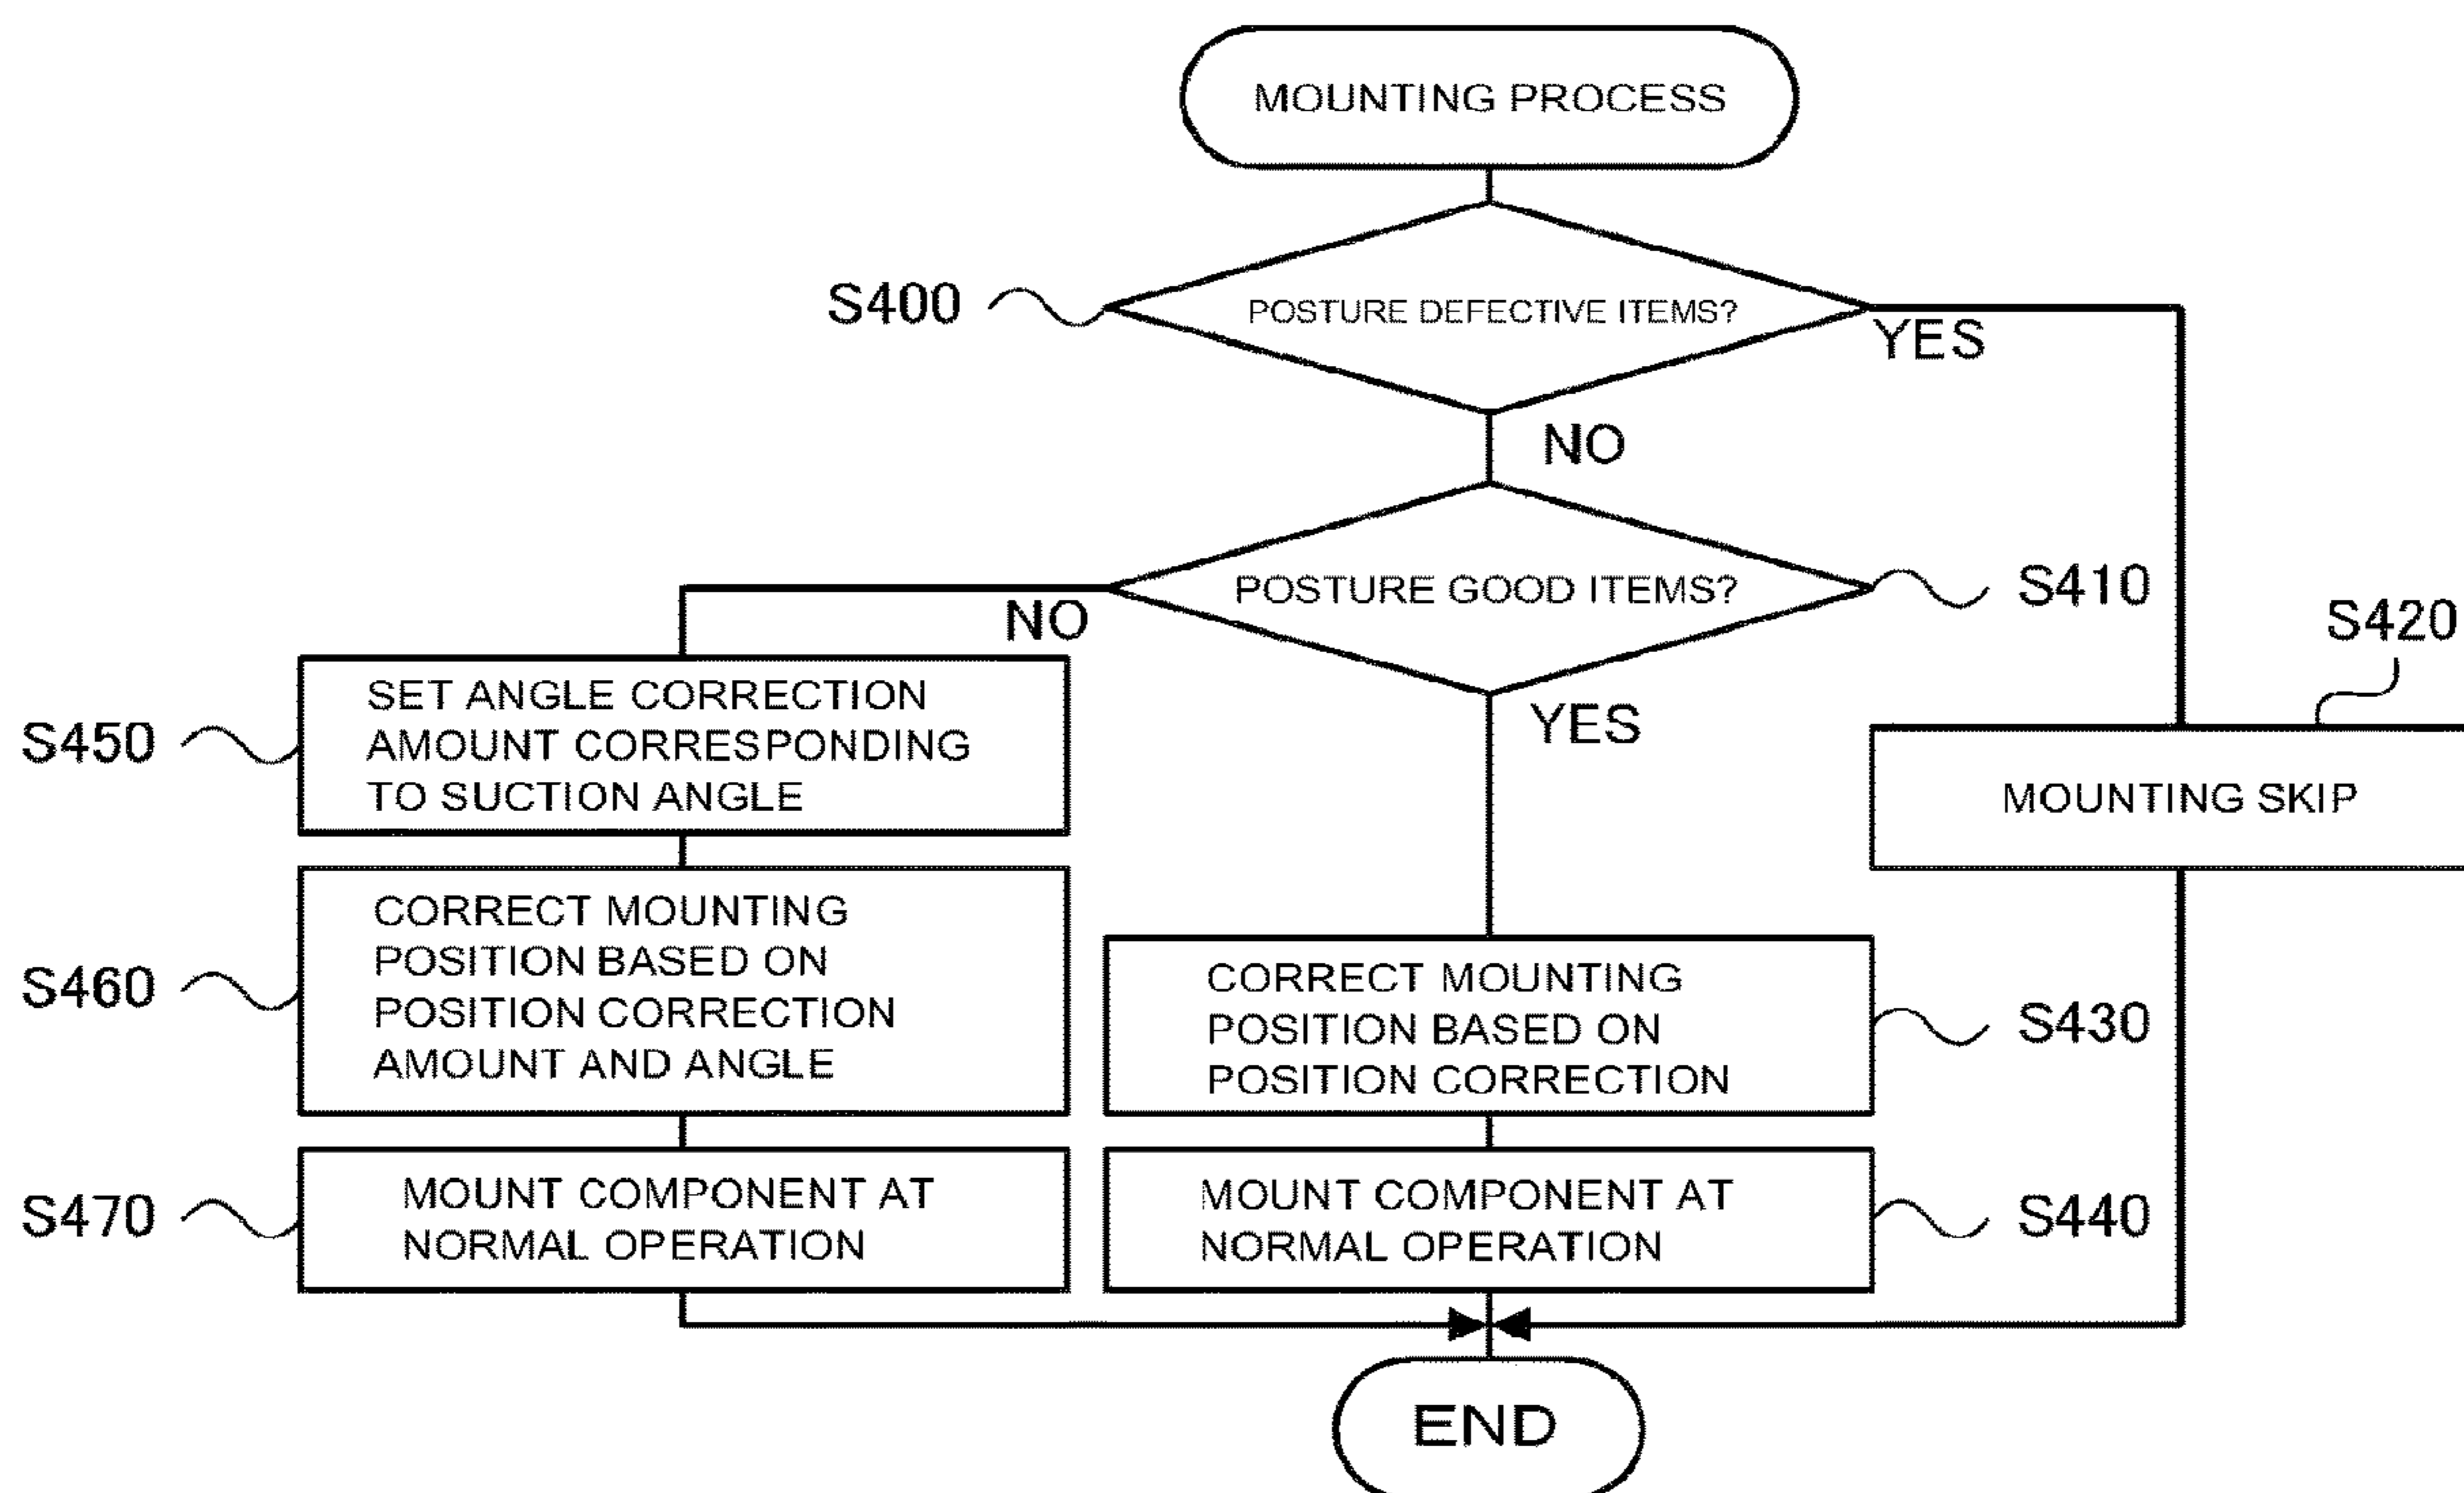 MOUNTING PROCESS
S400
POSTURE DEFECTIVE ITEMS?
YES
NO
POSTURE GOOD ITEMS?
S410
NO
YES
S420
MOUNTING SKIP
S450
SET ANGLE CORRECTION
AMOUNT CORRESPONDING
TO SUCTION ANGLE
S460
CORRECT MOUNTING
POSITION BASED ON
POSITION CORRECTION
AMOUNT AND ANGLE
CORRECT MOUNTING
POSITION BASED ON
POSITION CORRECTION
S430
S470
MOUNT COMPONENT AT
NORMAL OPERATION
MOUNT COMPONENT AT
NORMAL OPERATION
S440
END